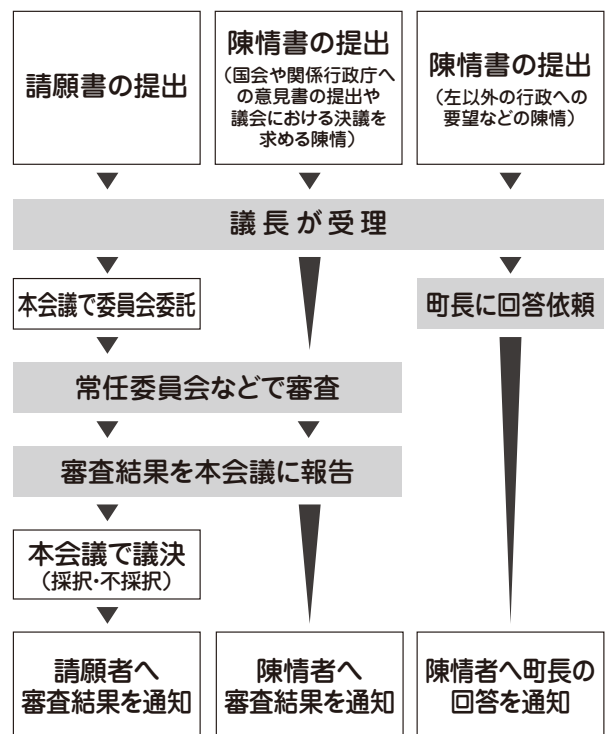 請願書の提出
陳情書の提出
（国会や関係行政庁へ
の意見書の提出や
議会における決議を
求める陳情）
陳情書の提出
（左以外の行政への
要望などの陳情）
議長が受理
本会議で委員会委託
町長に回答依頼
常任委員会などで審査
審査結果を本会議に報告
本会議で議決
（採択・不採択）
請願者へ
審査結果を通知
陳情者へ
審査結果を通知
陳情者へ町長の
回答を通知